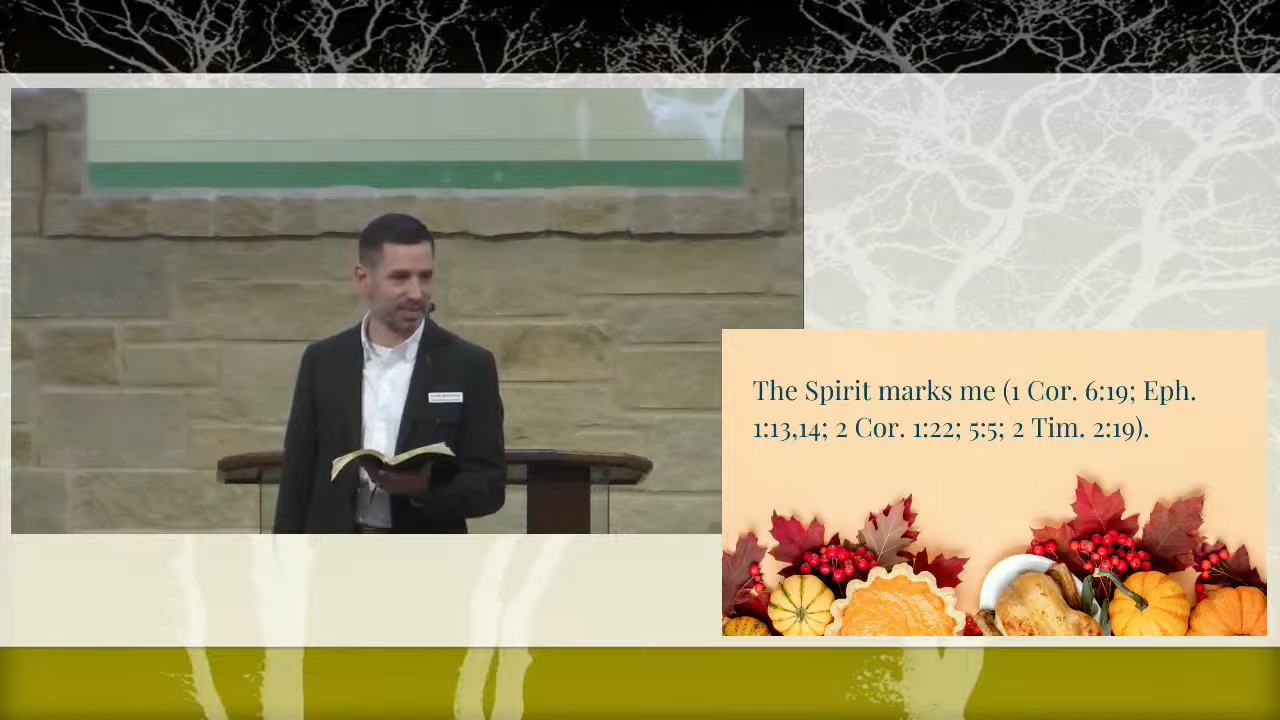 The Spirit marks me (1 Cor. 6:19; Eph.
1:13,14; 2 Cor. 1:22; 5:5; 2 Tim. 2:19).